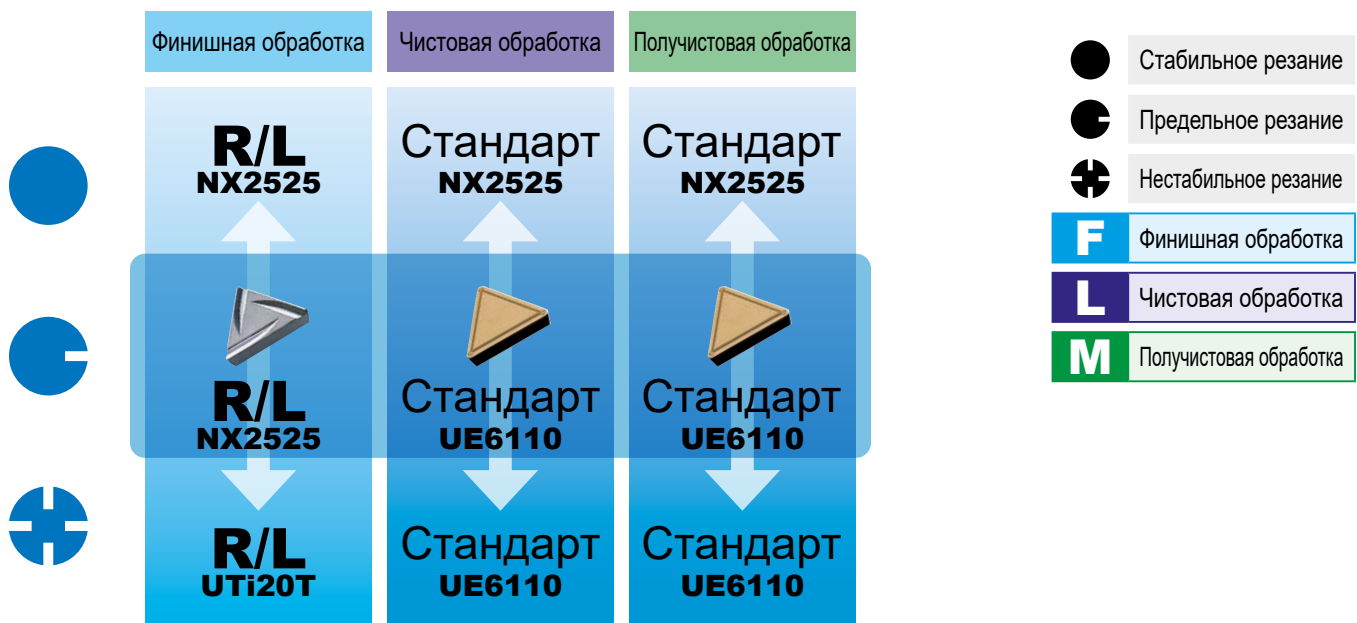 Финишная обработка
Чистовая обработка
Получистовая обработка
R/L
NX2525
Стандарт
NX2525
Стандарт
NX2525
R/L
NX2525
Стандарт
UE6110
Стандарт
UE6110
R/L
UTi20T
Стандарт
UE6110
Стандарт
UE6110
Стабильное резание
Предельное резание
Нестабильное резание
F Финишная обработка
L Чистовая обработка
M Получистовая обработка